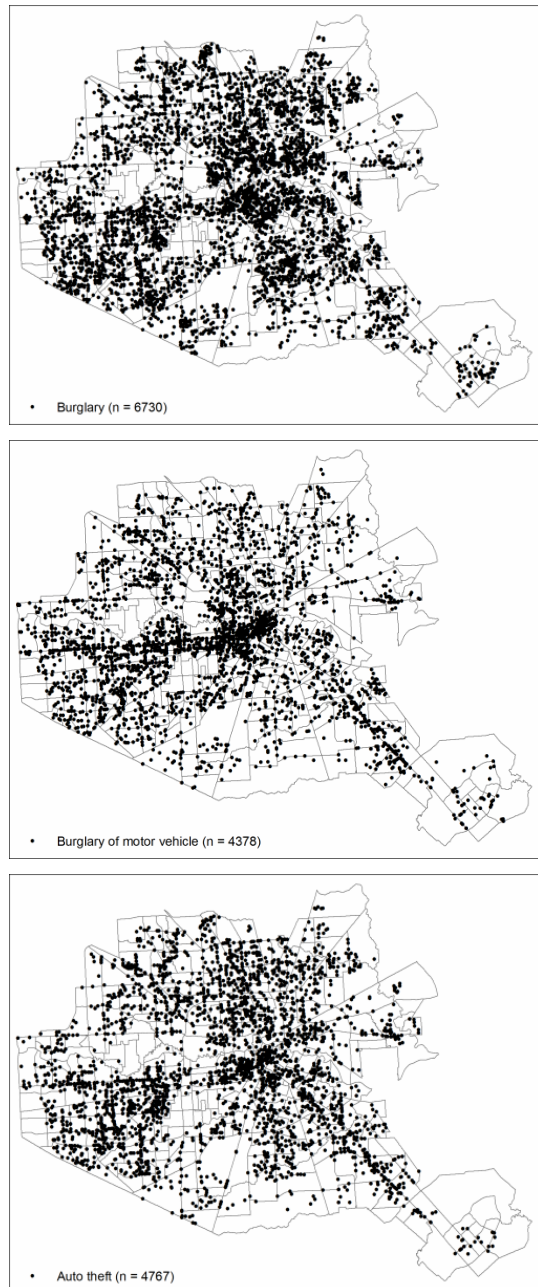 Burglary (n = 6730)
Burglary of motor vehicle (n = 4378)
Auto theft (n = 4767)